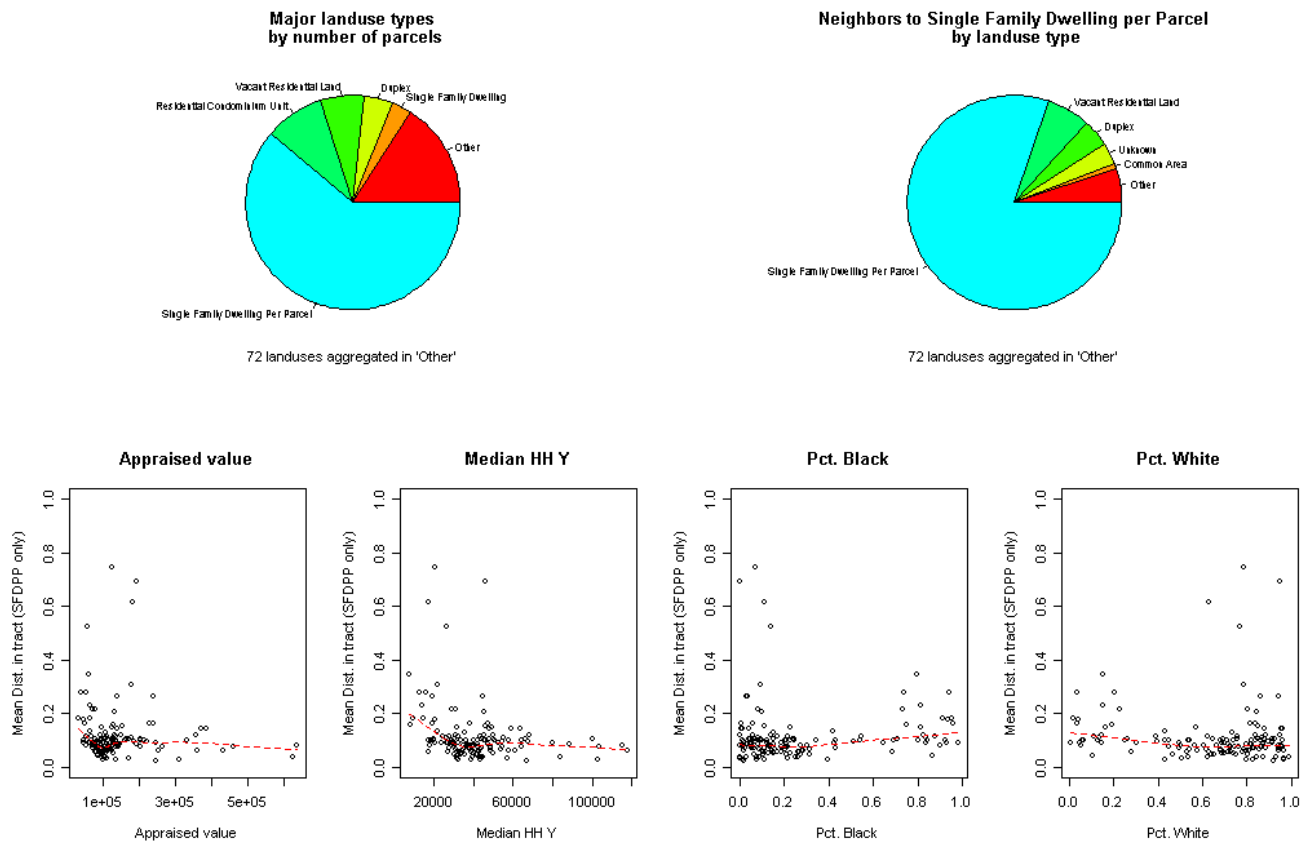 Major landuse types
by number of parcels
Vacant Residential Land
Duplex
Residential Condominium Unit
Single Family Dwelling
Other
Single Family Dwelling Per Parcel
72 landuses aggregated in 'Other'
Neighbors to Single Family Dwelling per Parcel
by landuse type
Vacant Residential Land
Duplex
Unknown
Common Area
Other
Single Family Dwelling Per Parcel
72 landuses aggregated in 'Other'
Appraised value
Mean Dist. in tract (SFDPP only)
0.0 0.2 0.4 0.6 0.8 1.0
1e+05 3e+05 5e+05
Appraised value
Median HH Y
Mean Dist. in tract (SFDPP only)
0.0 0.2 0.4 0.6 0.8 1.0
20000 60000 100000
Median HH Y
Pct. Black
Mean Dist. in tract (SFDPP only)
0.0 0.2 0.4 0.6 0.8 1.0
0.0 0.2 0.4 0.6 0.8 1.0
Pct. Black
Pct. White
Mean Dist. in tract (SFDPP only)
0.0 0.2 0.4 0.6 0.8 1.0
0.0 0.2 0.4 0.6 0.8 1.0
Pct. White